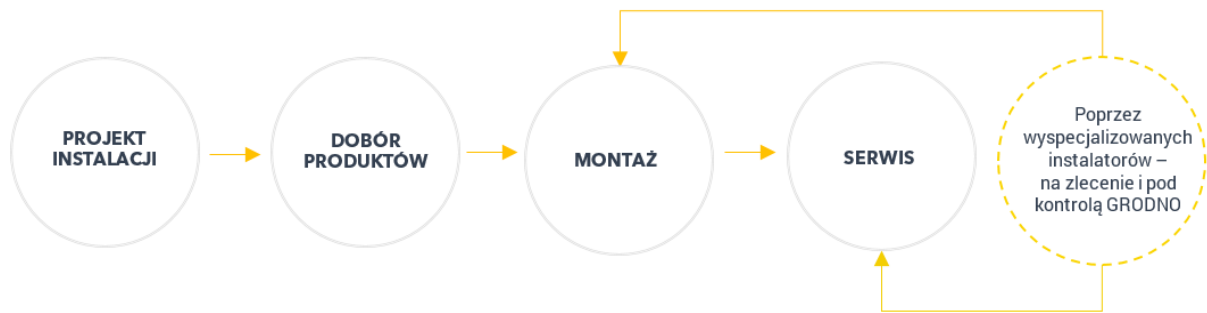 PROJEKT
INSTALACJI
DOBÓR
PRODUKTÓW
MONTAŻ
SERWIS
Poprzez
wyspecjalizowanych
instalatorów –
na zlecenie i pod
kontrolą GRODNO